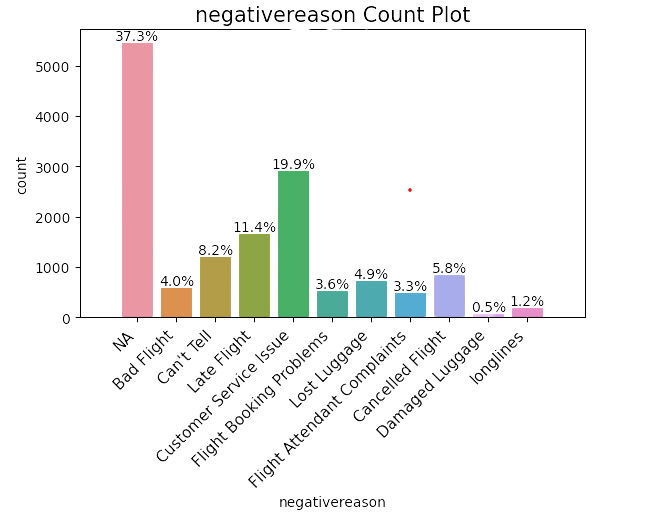 negativereason Count Plot
37.3%
4.0%
8.2%
11.4%
19.9%
3.6%
4.9%
3.3%
5.8%
0.5%
1.2%
count
5000
4000
3000
2000
1000
0
NA
Bad Flight
Can't Tell
Late Flight
Customer Service Issue
Flight Booking Problems
Lost Luggage
Flight Attendant Complaints
Cancelled Flight
Damaged Luggage
longlines
negativereason